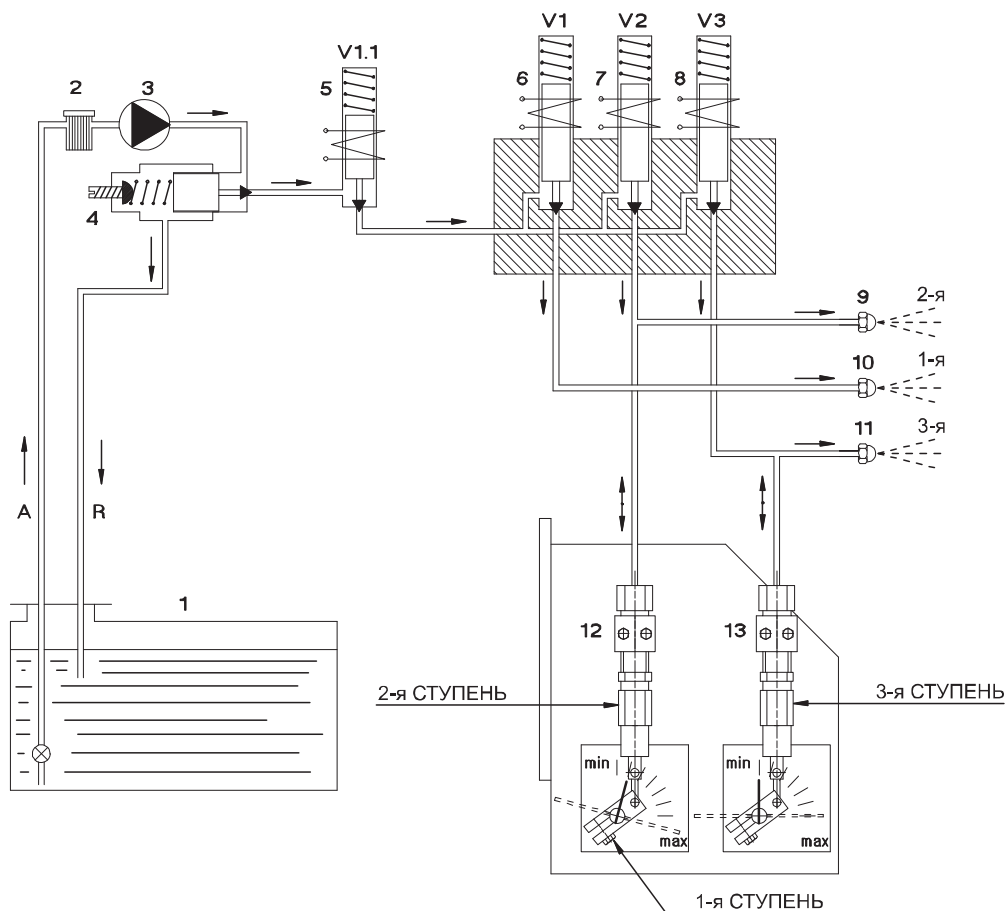 V1 V2 V3
V1.1
2 3 5 6 7 8
4
9 2-я
10 1-я
11 3-я
A R
1
12 13
2-я СТУПЕНЬ 3-я СТУПЕНЬ
min min
max max
1-я СТУПЕНЬ